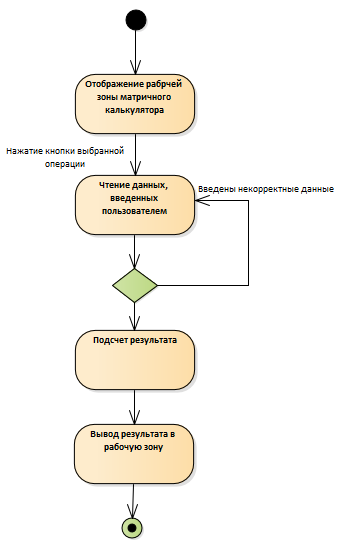 Отображение рабрчей
зоны матричного
калькулятора
Нажатие кнопки выбранной
операции
Чтение данных,
введенных
пользователем
Введены некорректные данные
Подсчет результата
Вывод результата в
рабочую зону